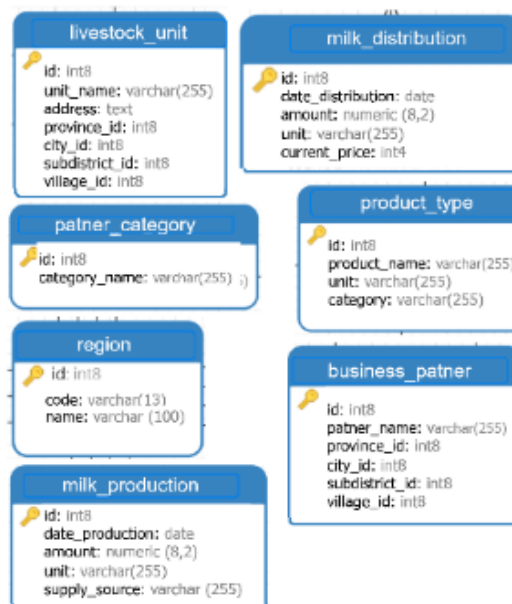 livestock_unit
id: int8
unit_name: varchar(255)
address: text
province_id: int8
city_id: int8
subdistrict_id: int8
village_id: int8
milk_distribution
id: int8
date_distribution: date
amount: numeric (8,2)
unit: varchar(255)
current_price: int4
patner_category
id: int8
category_name: varchar(255)
product_type
id: int8
product_name: varchar(255)
unit: varchar(255)
category: varchar(255)
region
id: int8
code: varchar(13)
name: varchar (100)
business_patner
id: int8
patner_name: varchar(255)
province_id: int8
city_id: int8
subdistrict_id: int8
village_id: int8
milk_production
id: int8
date_production: date
amount: numeric (8,2)
unit: varchar(255)
supply_source: varchar (255)